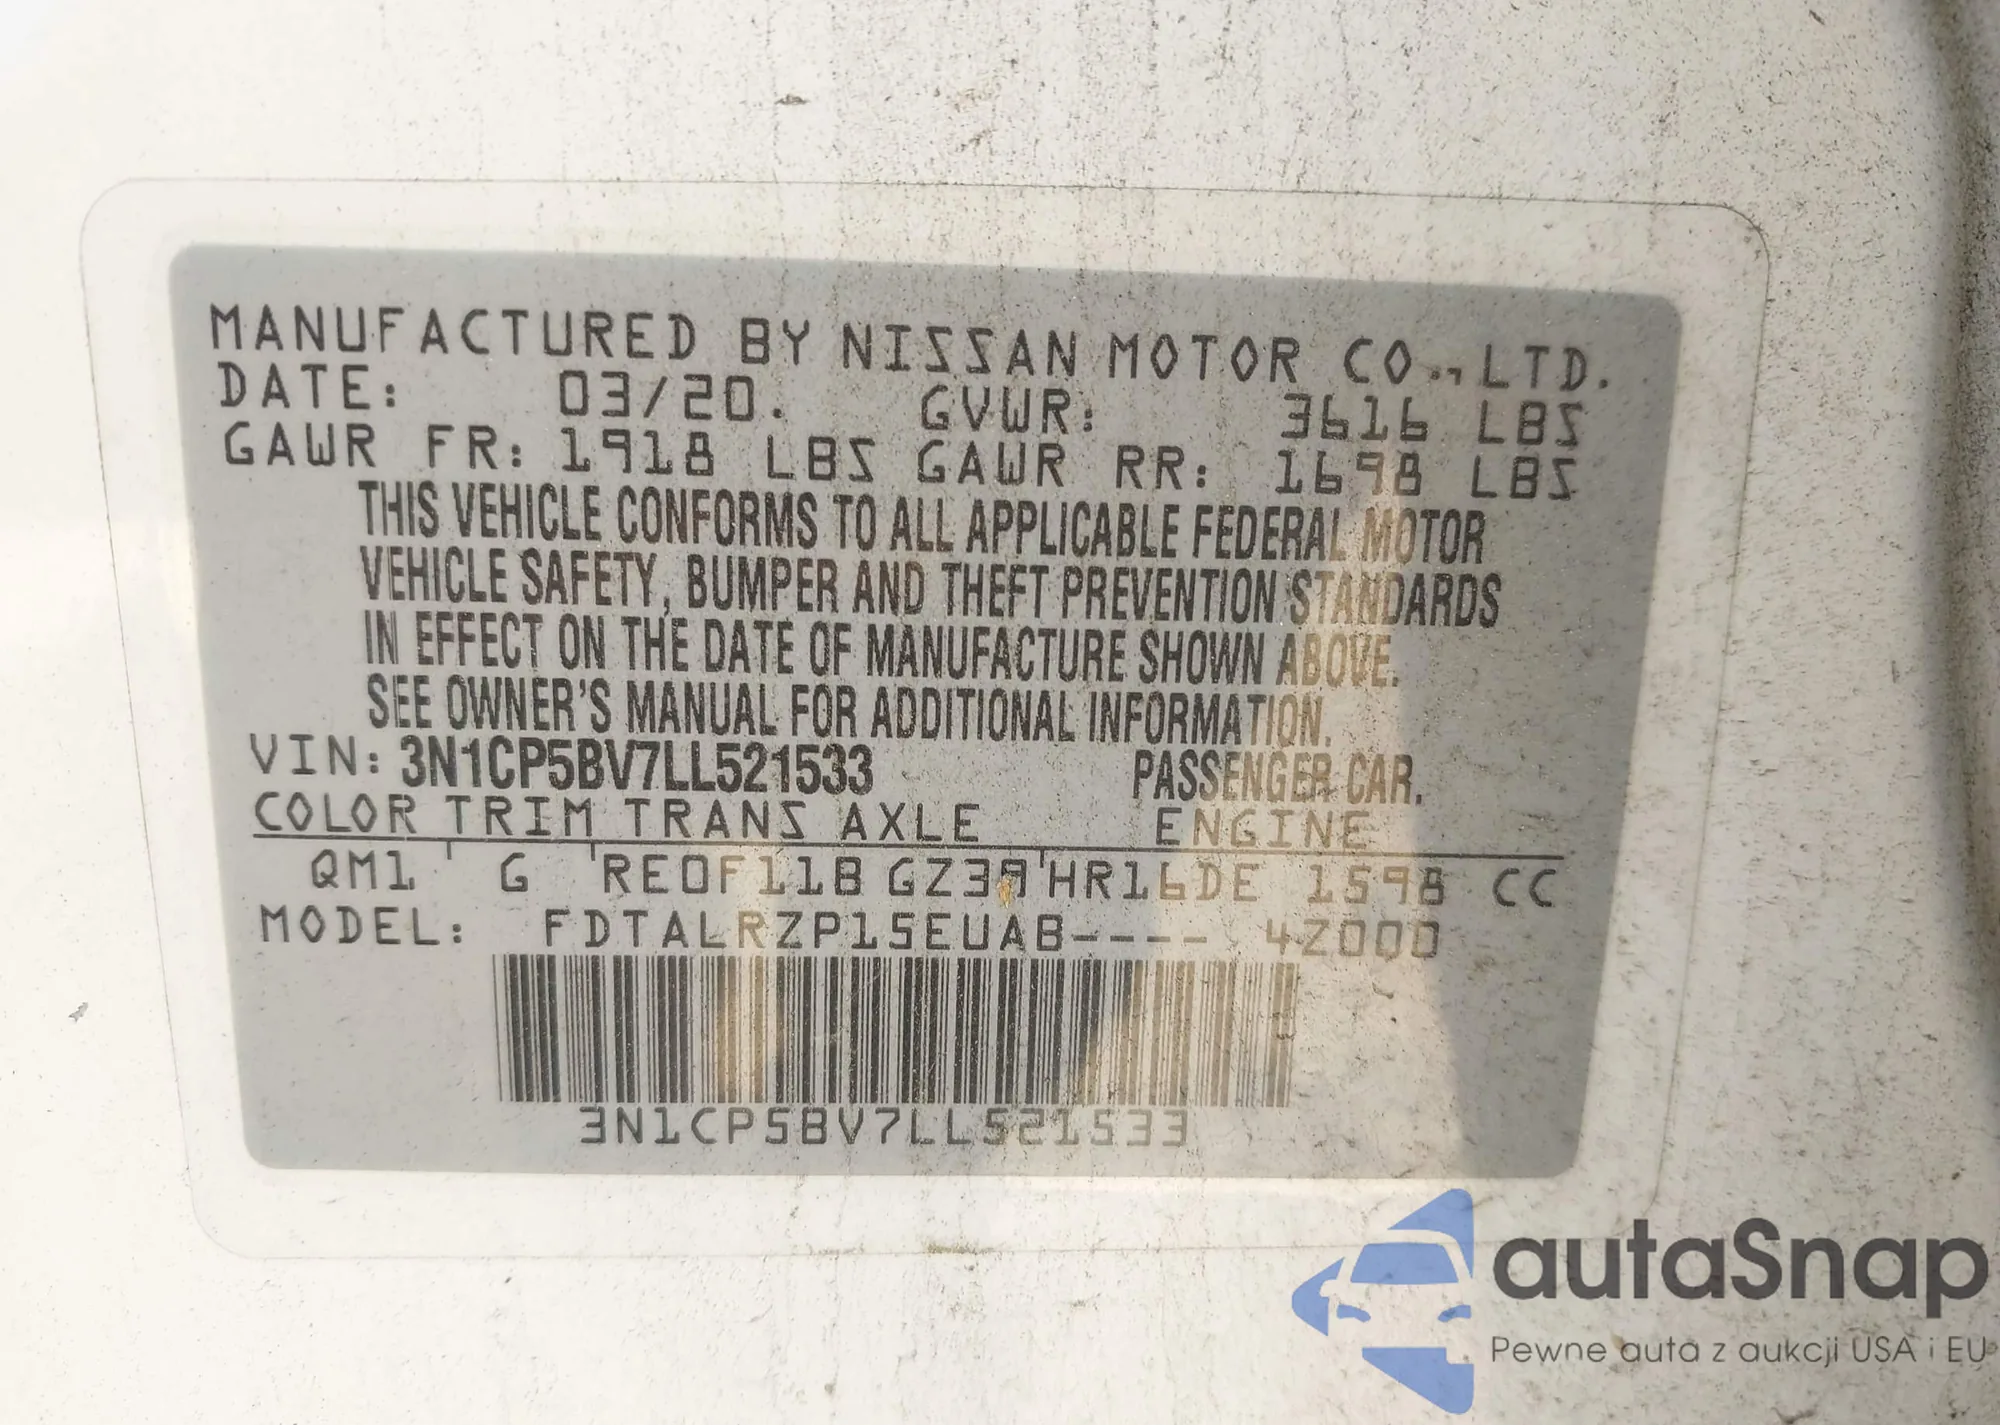 MANUFACTURED BY NISSAN MOTOR CO.,LTD.
DATE: 03/20. GVWR: 3616 LBS
GAWR FR: 1918 LBS GAWR RR: 1698 LBS
THIS VEHICLE CONFORMS TO ALL APPLICABLE FEDERAL MOTOR
VEHICLE SAFETY, BUMPER AND THEFT PREVENTION STANDARDS
IN EFFECT ON THE DATE OF MANUFACTURE SHOWN ABOVE.
SEE OWNER'S MANUAL FOR ADDITIONAL INFORMATION.
VIN: 3N1CP5BV7LL521533 PASSENGER CAR.
COLOR TRIM TRANS AXLE ENGINE
QM1 G RE0F11B HR16DE 1598 CC
MODEL: FDTALRZP15EUAB---- 4Z000
3N1CP5BV7LL521533
autaSnap
Pewne auta z aukcji USA i EU